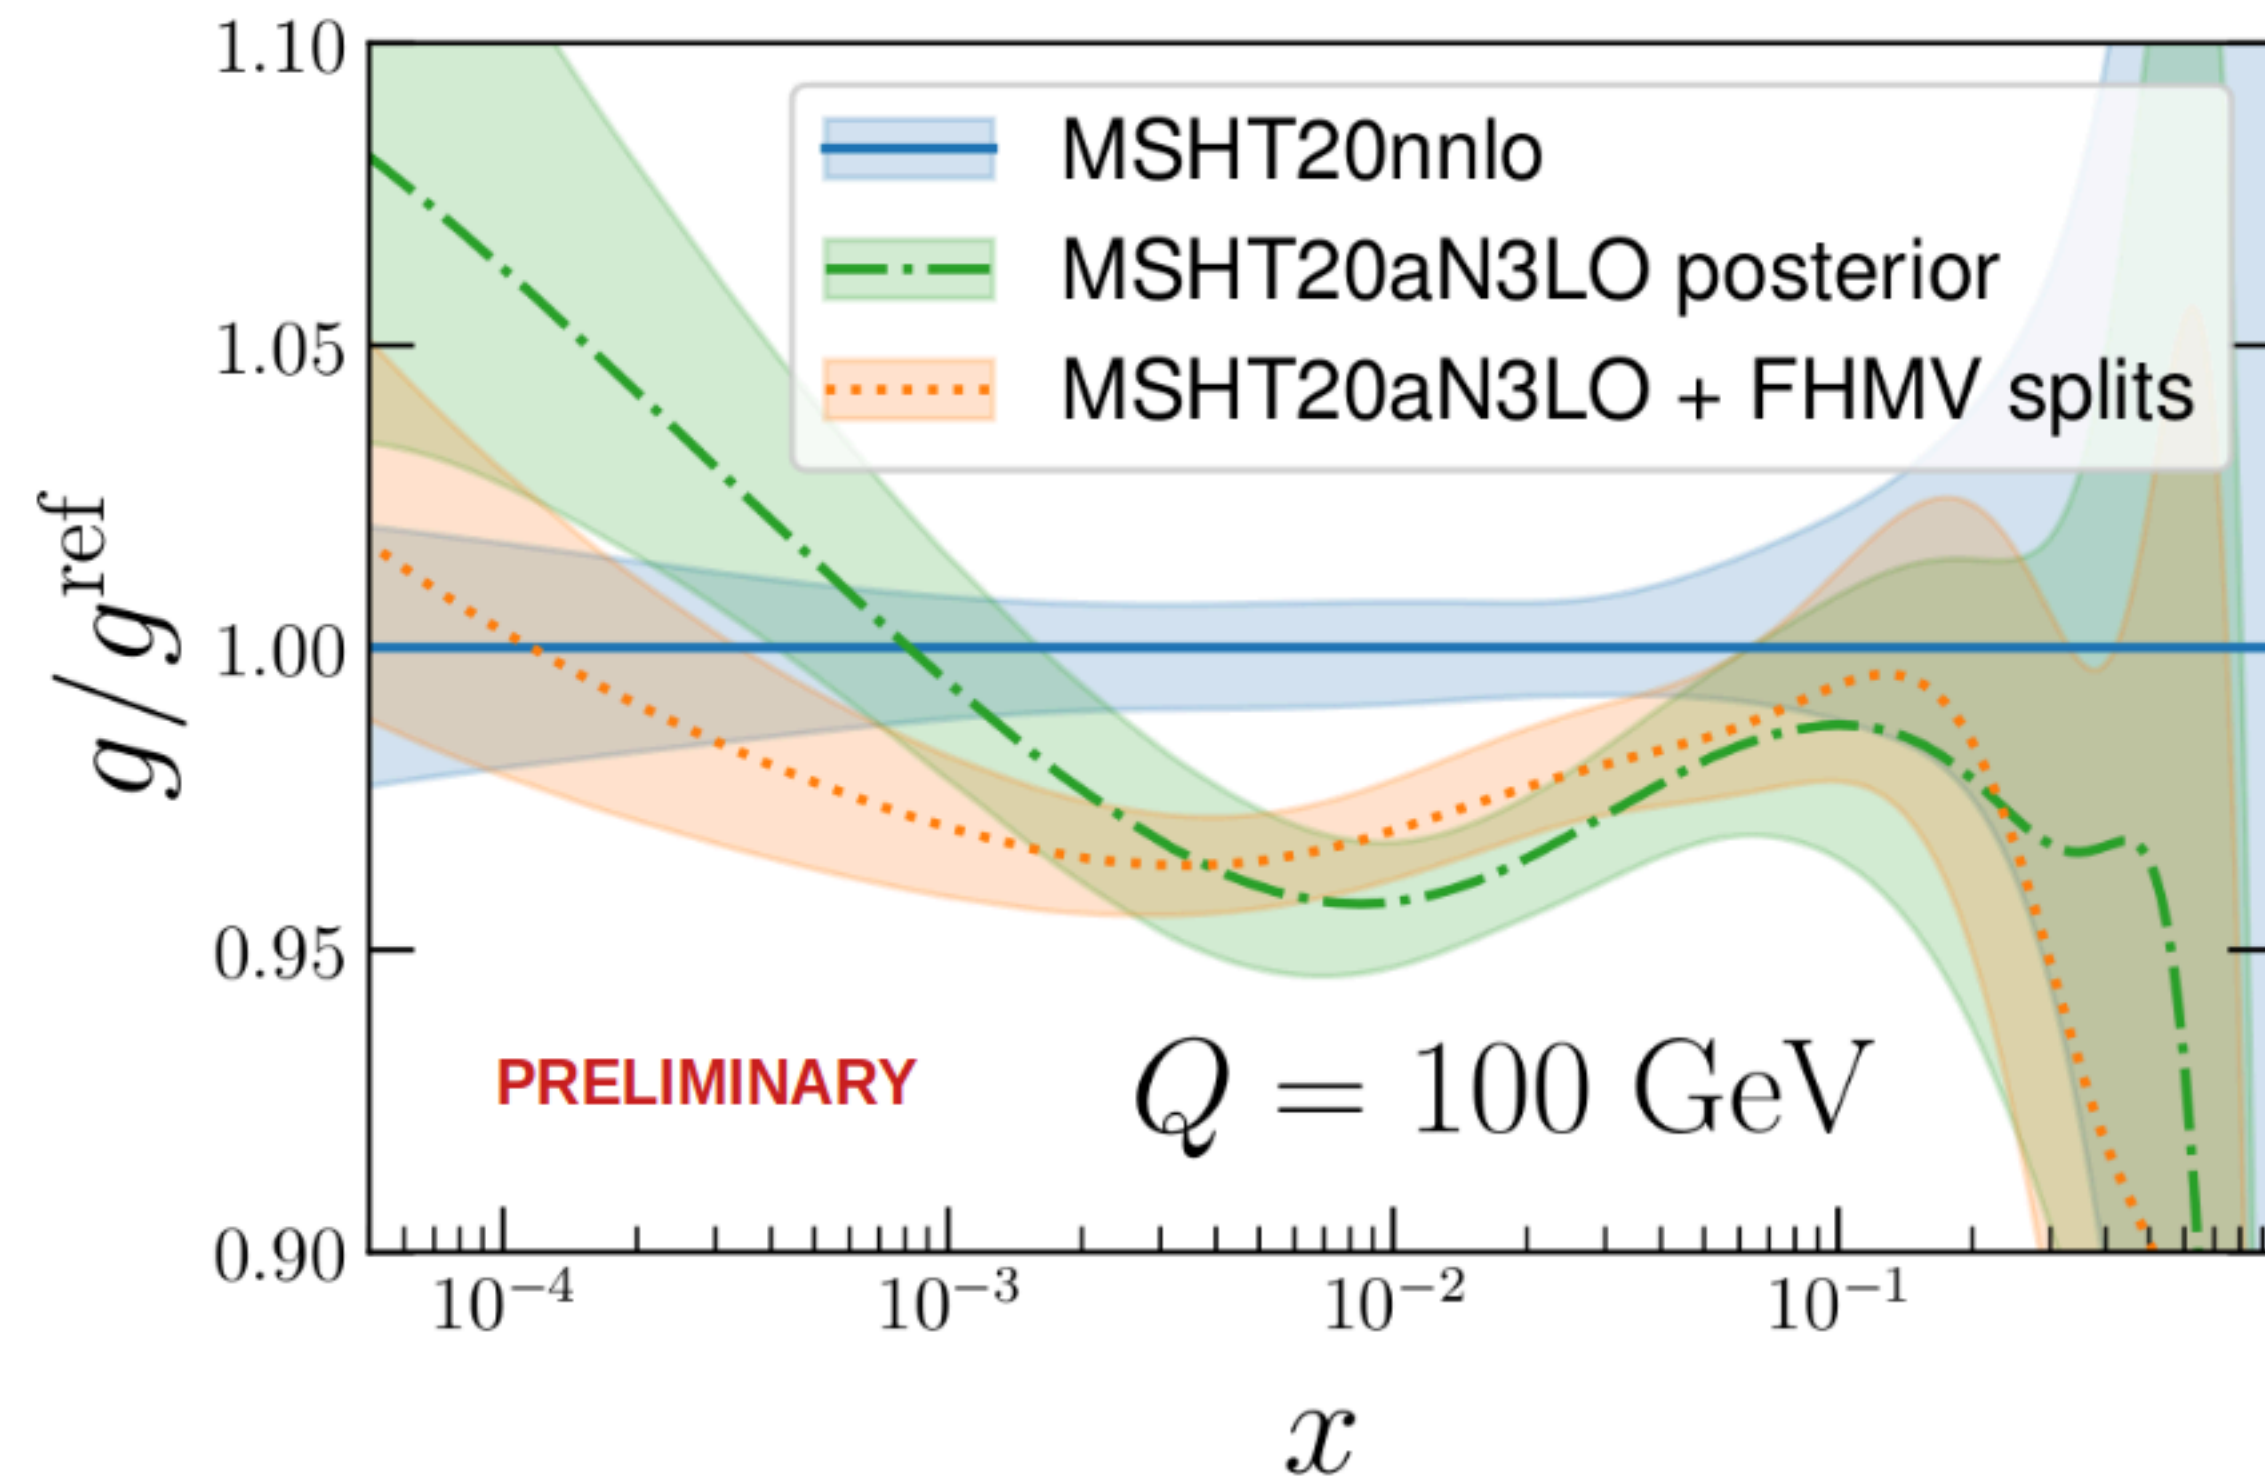 1.10
MSHT20nnlo
MSHT20aN3LO posterior
1.05
MSHT20aN3LO + FHMV splits
g/g^ref
1.00
0.95
PRELIMINARY
Q = 100 GeV
0.90
10⁻⁴ 10⁻³ 10⁻² 10⁻¹
x